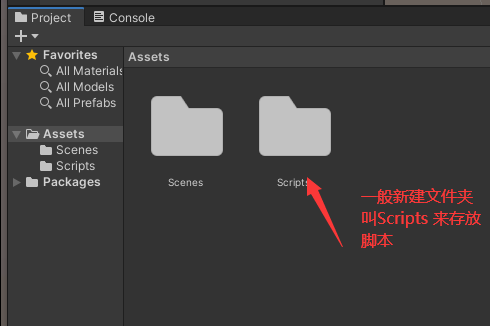 Project
Console
Favorites
All Materials
All Models
All Prefabs
Assets
Scenes
Scripts
Packages
Assets
Scenes
Scripts
一般新建文件夹
叫Scripts 来存放
脚本